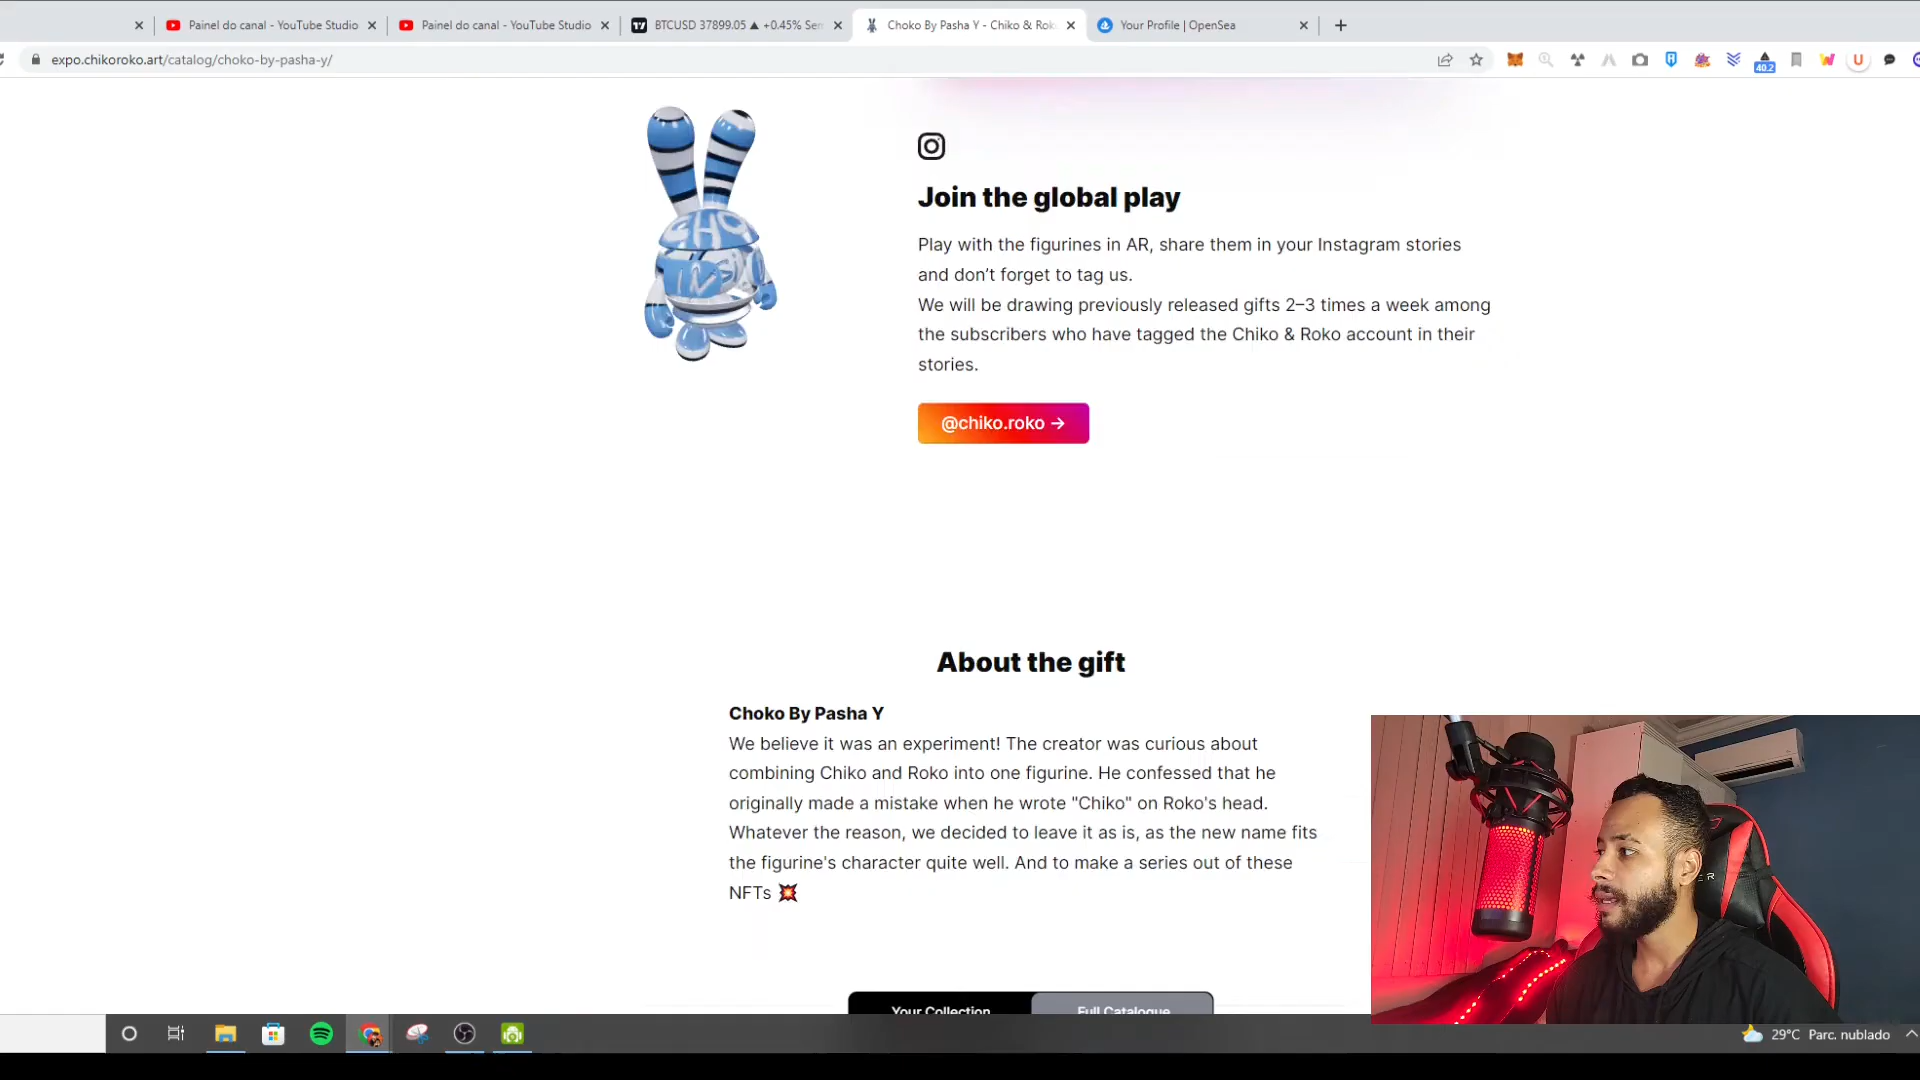 Painel do canal - YouTube Studio
Painel do canal - YouTube Studio
BTCUSD 37899.05 ▲ +0.45% Sem
Choko By Pasha Y - Chiko & Rok
Your Profile | OpenSea
expo.chikoroko.art/catalog/choko-by-pasha-y/
40.2
CHO
Join the global play
Play with the figurines in AR, share them in your Instagram stories
and don’t forget to tag us.
We will be drawing previously released gifts 2–3 times a week among
the subscribers who have tagged the Chiko & Roko account in their
stories.
@chiko.roko →
About the gift
Choko By Pasha Y
We believe it was an experiment! The creator was curious about
combining Chiko and Roko into one figurine. He confessed that he
originally made a mistake when he wrote "Chiko" on Roko's head.
Whatever the reason, we decided to leave it as is, as the new name fits
the figurine's character quite well. And to make a series out of these
NFTs 💥
Your Collection
Full Catalogue
29°C Parc. nublado